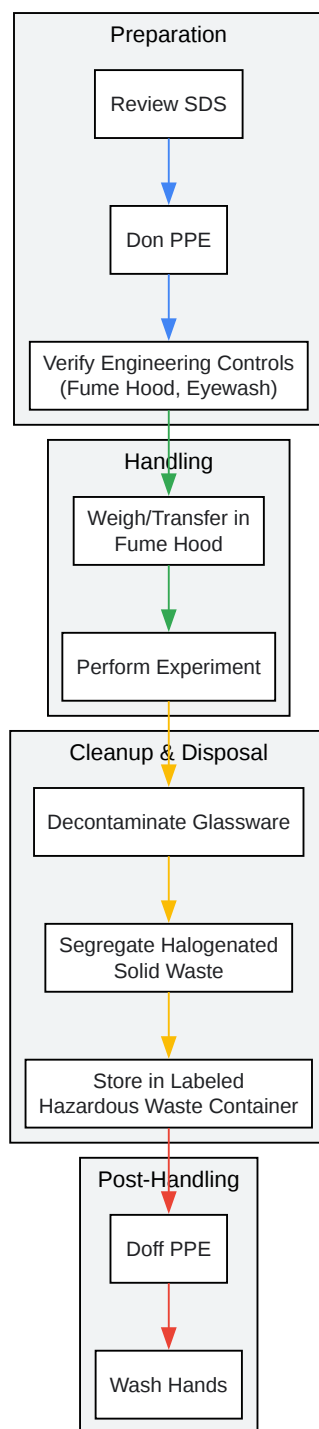 Preparation
Review SDS
Don PPE
Verify Engineering Controls
(Fume Hood, Eyewash)
Handling
Weigh/Transfer in
Fume Hood
Perform Experiment
Cleanup & Disposal
Decontaminate Glassware
Segregate Halogenated
Solid Waste
Store in Labeled
Hazardous Waste Container
Post-Handling
Doff PPE
Wash Hands